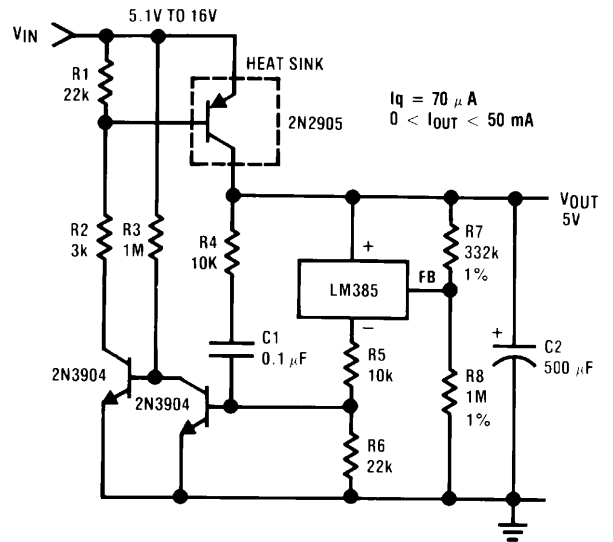 5.1V TO 16V
VIN
R1
22k
HEAT SINK
2N2905
Iq = 70 μA
0 < IOUT < 50 mA
VOUT
5V
R2
3k
R3
1M
R4
10K
+
LM385
–
FB
R7
332k
1%
C1
0.1 μF
R5
10k
+
C2
500 μF
2N3904
2N3904
R8
1M
1%
R6
22k